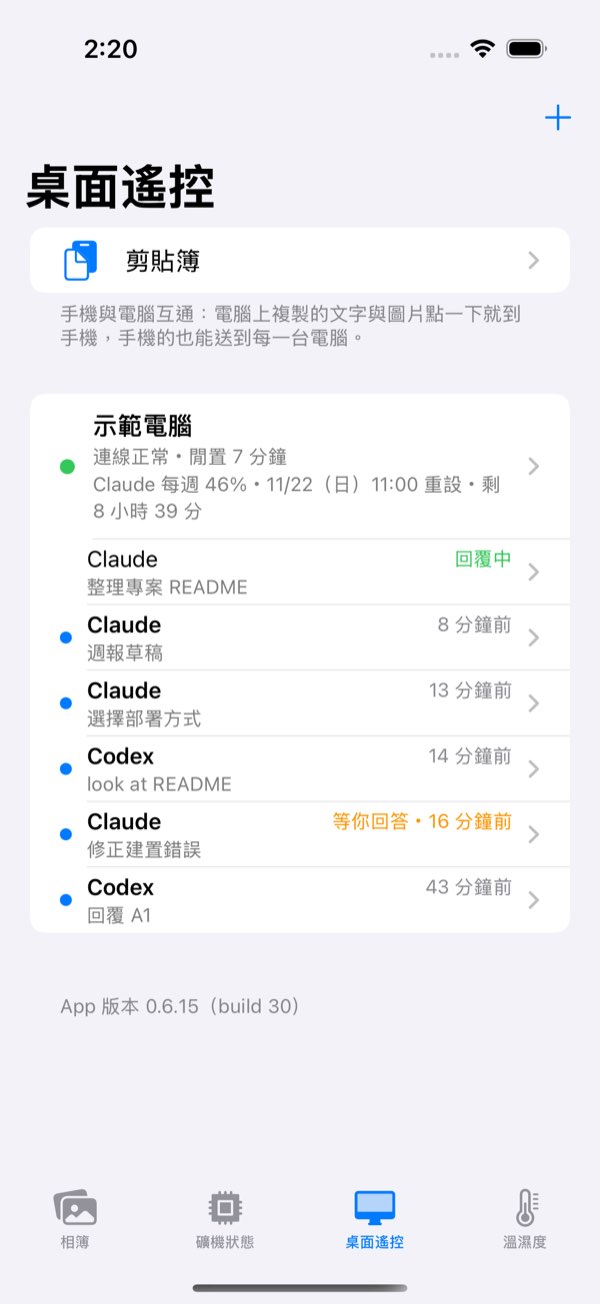 2:20
桌面遙控
剪貼簿
手機與電腦互通：電腦上複製的文字與圖片點一下就到
手機，手機的也能送到每一台電腦。
示範電腦
連線正常・閒置 7 分鐘
Claude 每週 46%・11/22（日）11:00 重設・剩
8 小時 39 分
Claude 回覆中
整理專案 README
Claude 8 分鐘前
週報草稿
Claude 13 分鐘前
選擇部署方式
Codex 14 分鐘前
look at README
Claude 等你回答・16 分鐘前
修正建置錯誤
Codex 43 分鐘前
回覆 A1
App 版本 0.6.15（build 30）
相簿 礦機狀態 桌面遙控 溫濕度